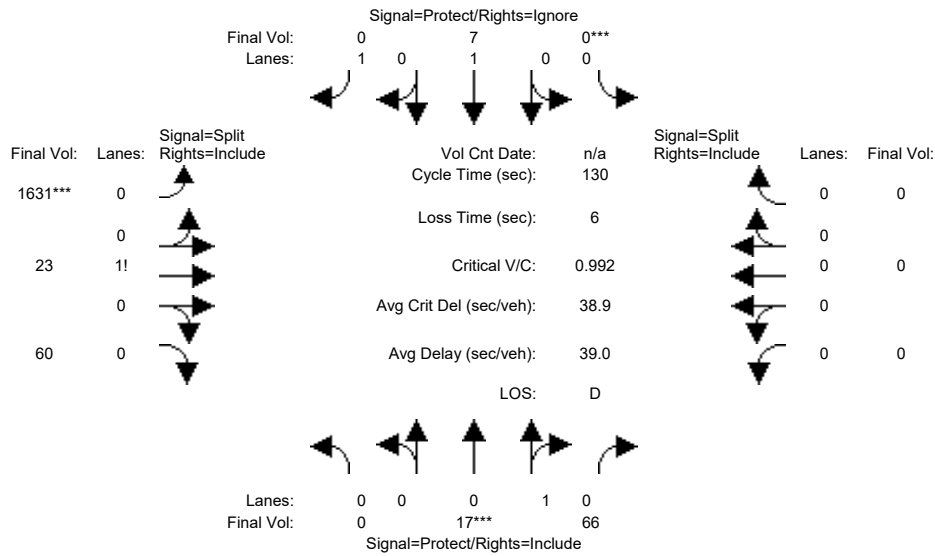 Signal=Protect/Rights=Ignore
Final Vol: 0 7 0***
Lanes: 1 0 1 0 0
Signal=Split
Final Vol: Lanes: Rights=Include
Vol Cnt Date: n/a
Signal=Split
Rights=Include Lanes: Final Vol:
Cycle Time (sec): 130
1631*** 0
0 0
Loss Time (sec): 6
0
0
23 1!
Critical V/C: 0.992
0 0
0
Avg Crit Del (sec/veh): 38.9
0
60 0
Avg Delay (sec/veh): 39.0
0 0
LOS: D
Lanes: 0 0 0 1 0
Final Vol: 0 17*** 66
Signal=Protect/Rights=Include